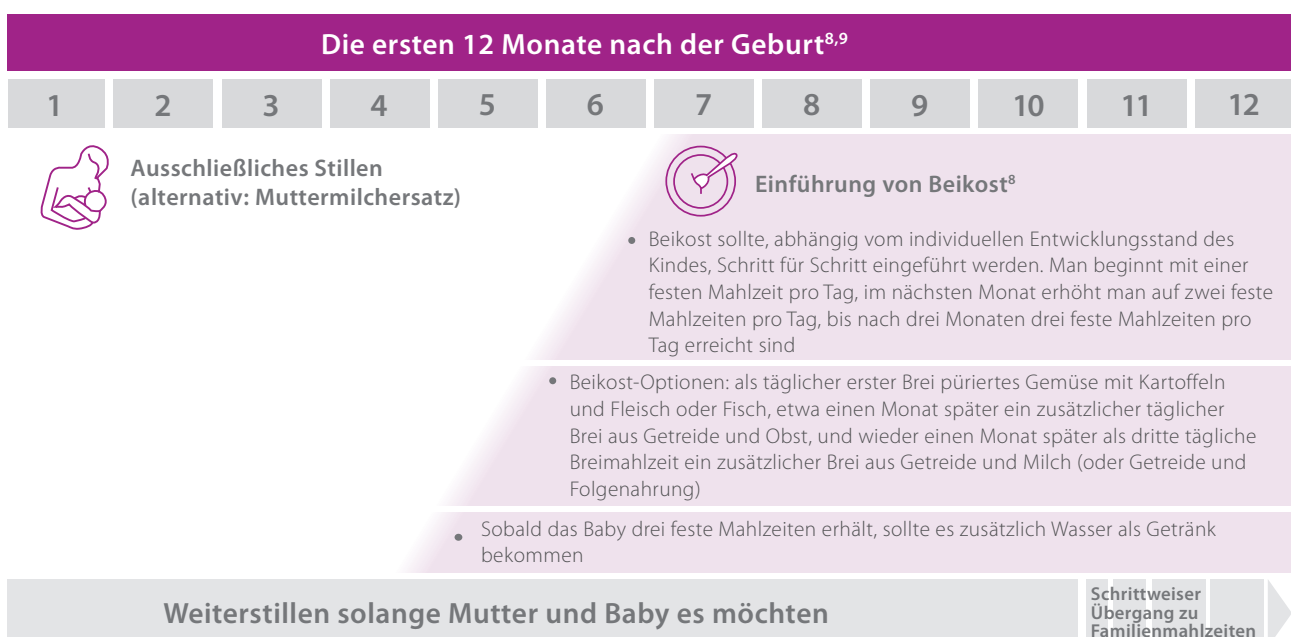 Die ersten 12 Monate nach der Geburt8,9
1 2 3 4 5 6 7 8 9 10 11 12
Ausschließliches Stillen
(alternativ: Muttermilchersatz)
Einführung von Beikost8
• Beikost sollte, abhängig vom individuellen Entwicklungsstand des
Kindes, Schritt für Schritt eingeführt werden. Man beginnt mit einer
festen Mahlzeit pro Tag, im nächsten Monat erhöht man auf zwei feste
Mahlzeiten pro Tag, bis nach drei Monaten drei feste Mahlzeiten pro
Tag erreicht sind
• Beikost-Optionen: als täglicher erster Brei püriertes Gemüse mit Kartoffeln
und Fleisch oder Fisch, etwa einen Monat später ein zusätzlicher täglicher
Brei aus Getreide und Obst, und wieder einen Monat später als dritte tägliche
Breimahlzeit ein zusätzlicher Brei aus Getreide und Milch (oder Getreide und
Folgenahrung)
• Sobald das Baby drei feste Mahlzeiten erhält, sollte es zusätzlich Wasser als Getränk
bekommen
Weiterstillen solange Mutter und Baby es möchten
Schrittweiser
Übergang zu
Familienmahlzeiten